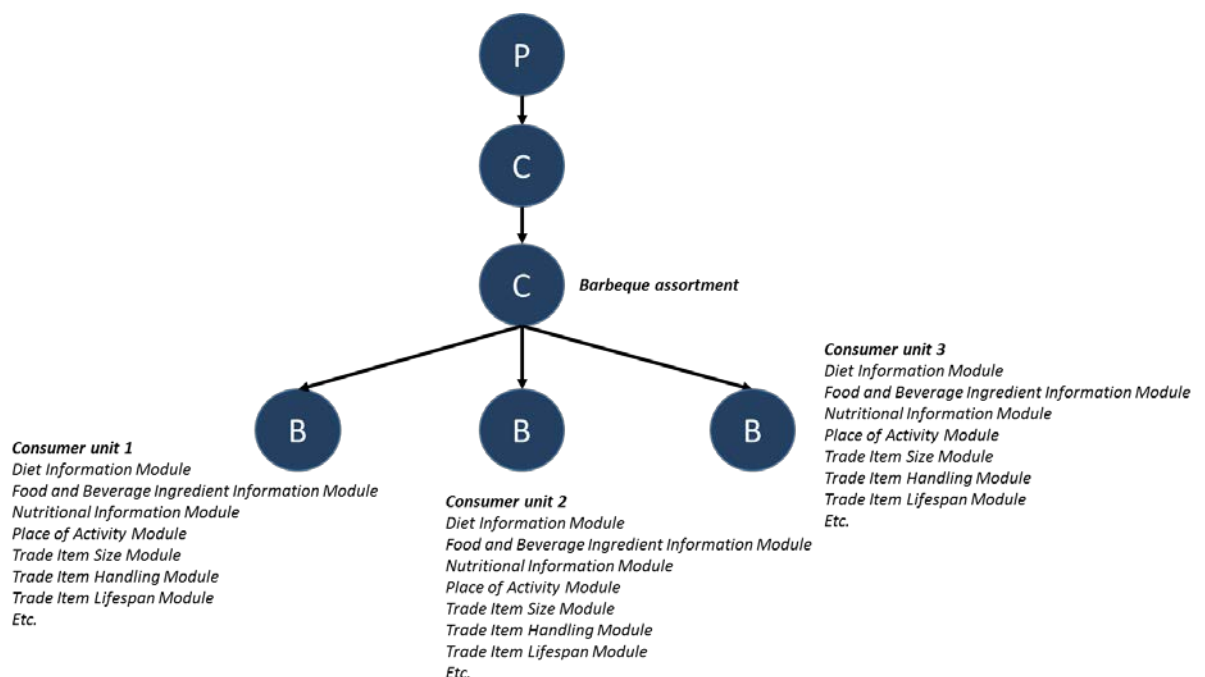 P
C
C
Barbeque assortment
B
B
B
Consumer unit 1
Diet Information Module
Food and Beverage Ingredient Information Module
Nutritional Information Module
Place of Activity Module
Trade Item Size Module
Trade Item Handling Module
Trade Item Lifespan Module
Etc.
Consumer unit 2
Diet Information Module
Food and Beverage Ingredient Information Module
Nutritional Information Module
Place of Activity Module
Trade Item Size Module
Trade Item Handling Module
Trade Item Lifespan Module
Etc.
Consumer unit 3
Diet Information Module
Food and Beverage Ingredient Information Module
Nutritional Information Module
Place of Activity Module
Trade Item Size Module
Trade Item Handling Module
Trade Item Lifespan Module
Etc.